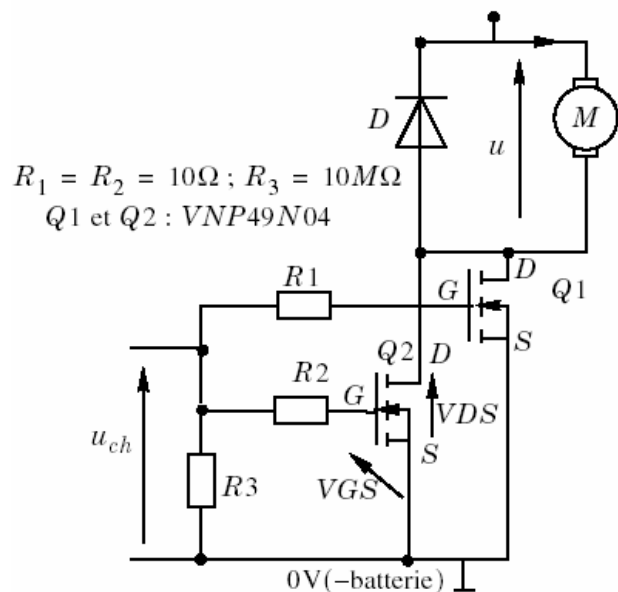 D
M
u
R₁ = R₂ = 10Ω ; R₃ = 10MΩ
Q1 et Q2 : VNP49N04
R1
G
D
Q1
S
Q2
D
R2
G
VDS
S
u_ch
R3
VGS
0V(−batterie)